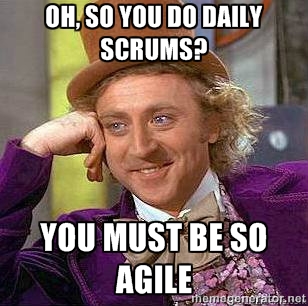 OH, SO YOU DO DAILY
SCRUMS?
YOU MUST BE SO
AGILE
memegenerator.net